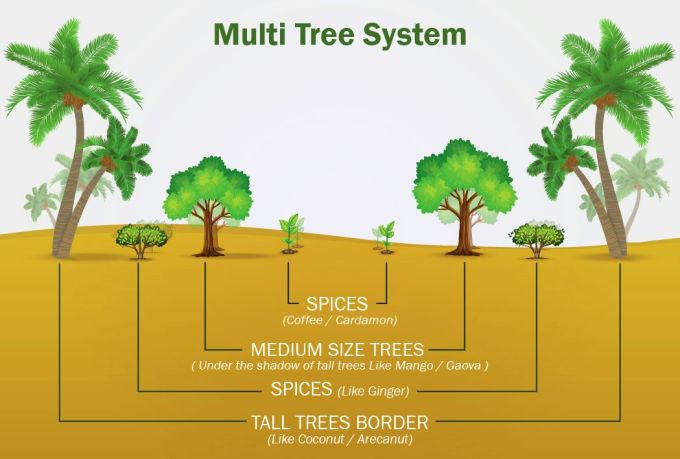 Multi Tree System
SPICES
(Coffee / Cardamon)
MEDIUM SIZE TREES
( Under the shadow of tall trees Like Mango / Gaova )
SPICES (Like Ginger)
TALL TREES BORDER
(Like Coconut / Arecanut)